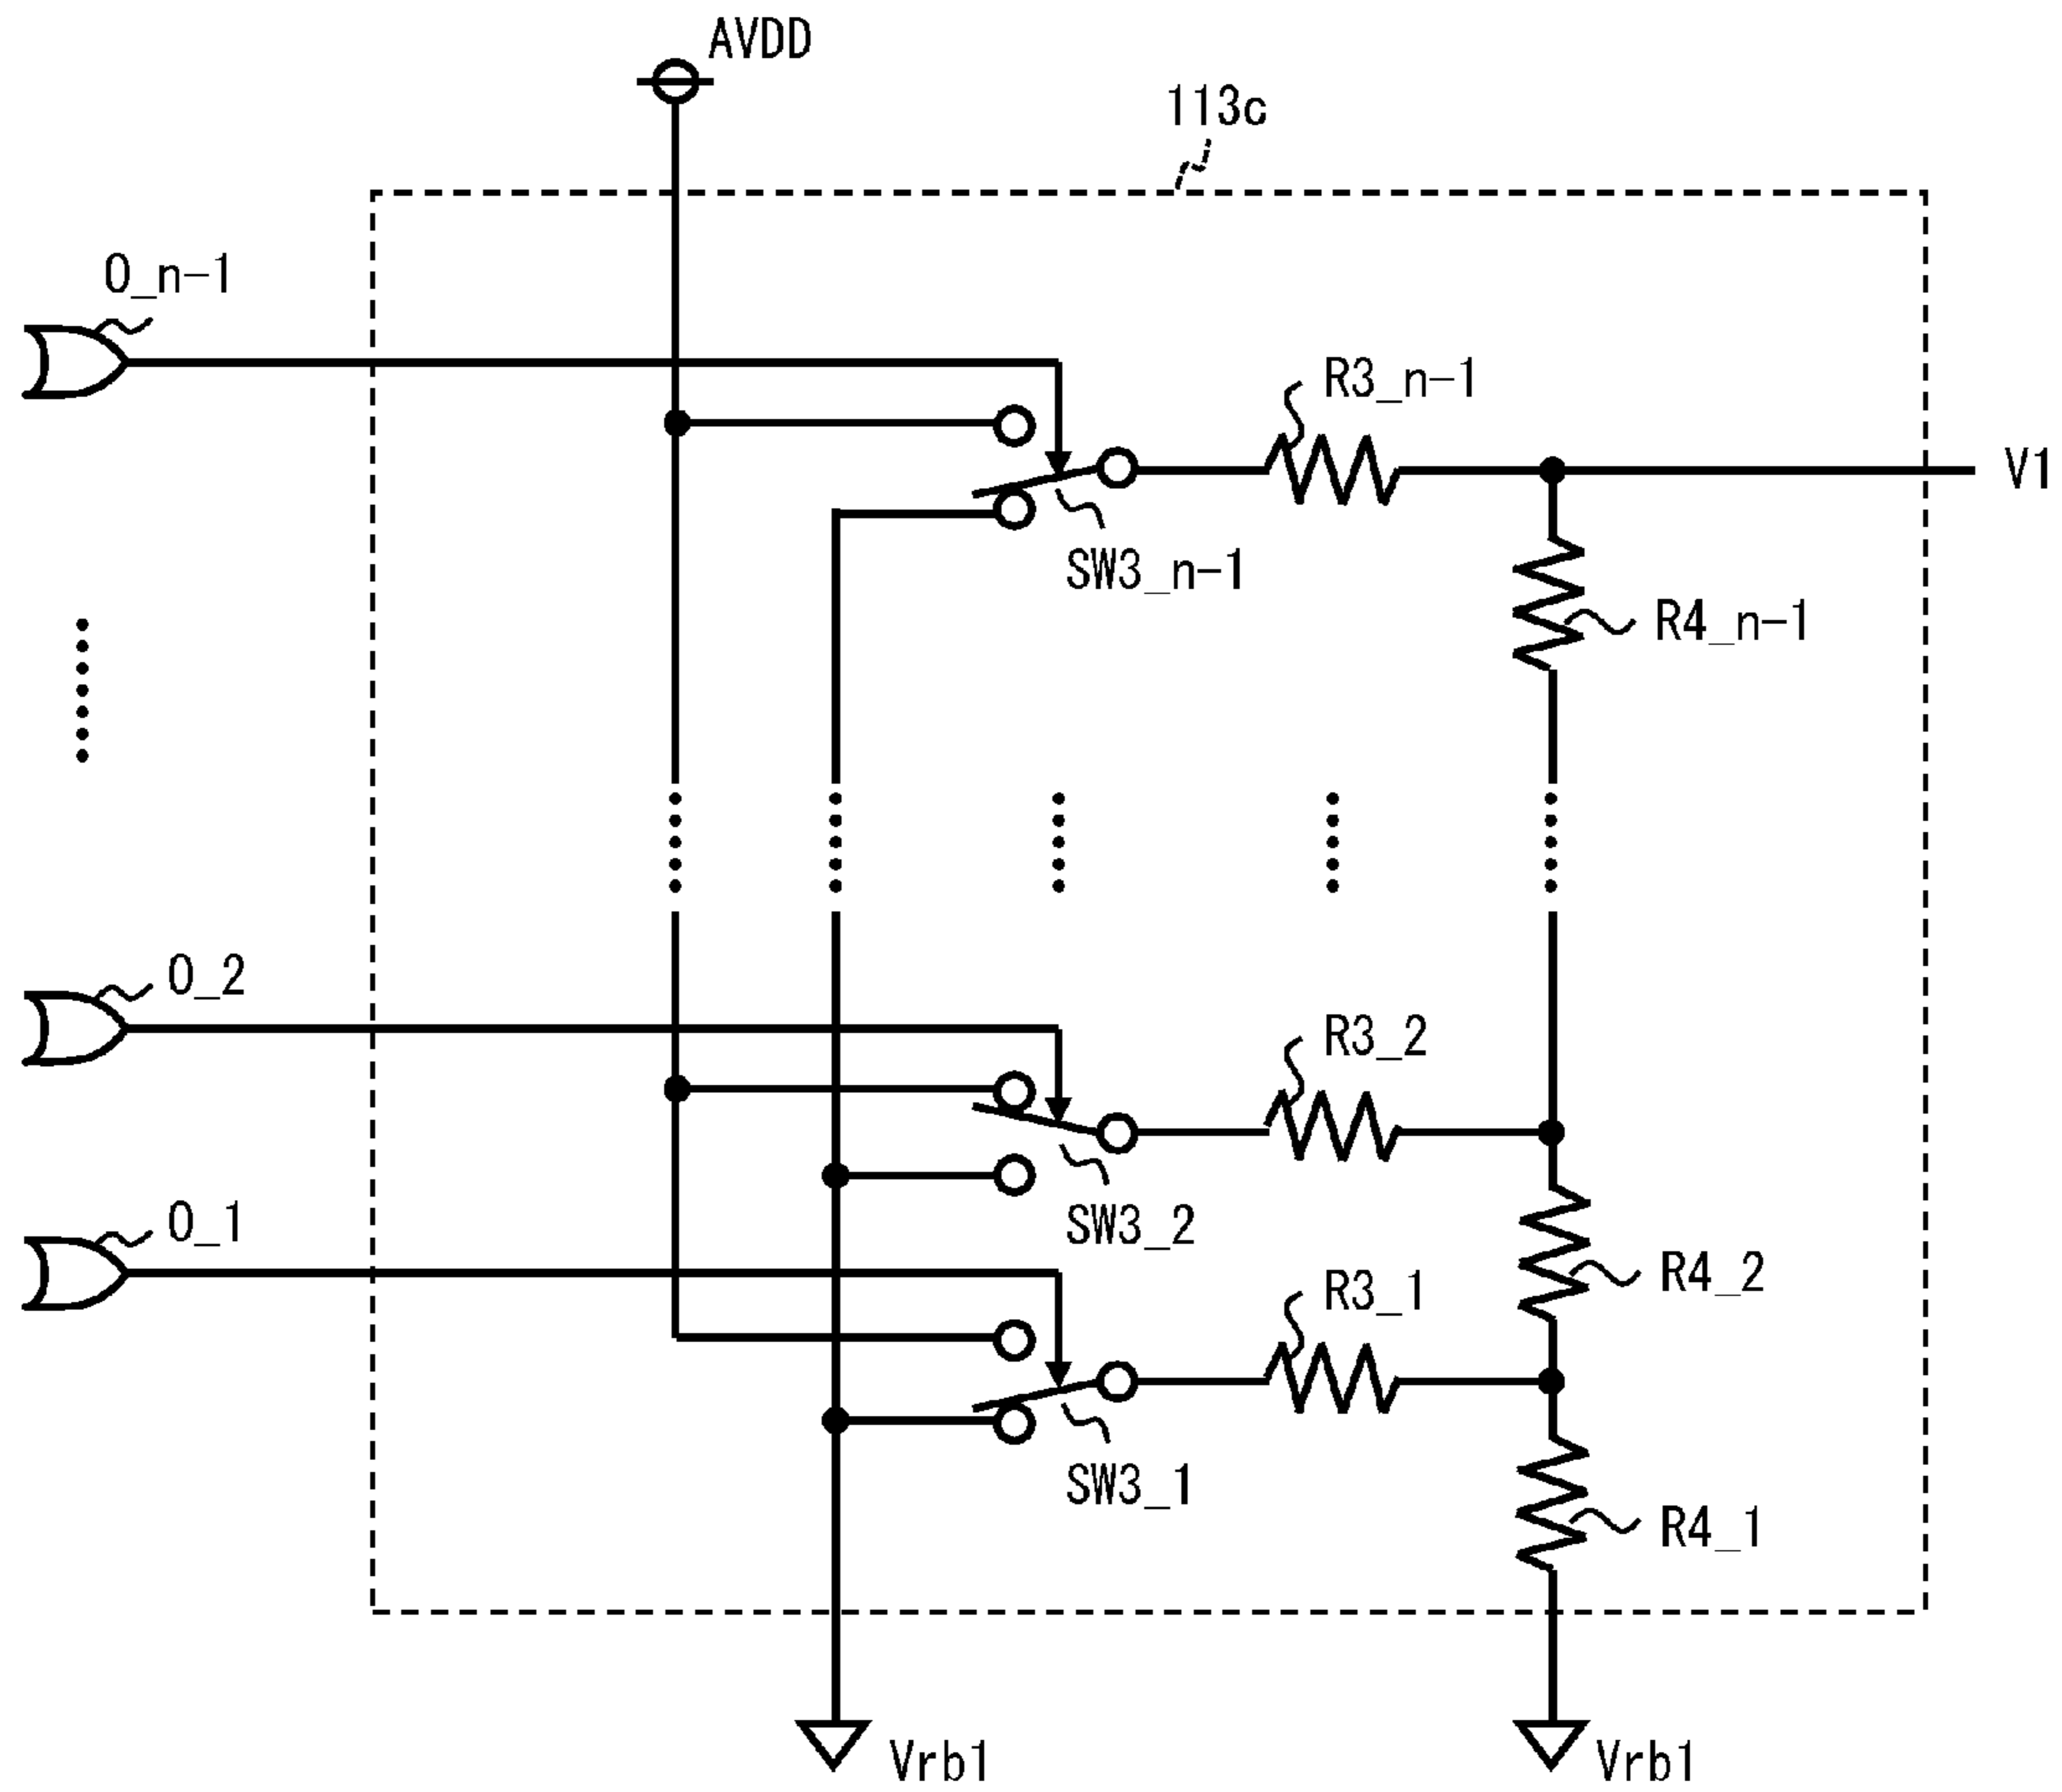 AVDD
113c
O_n-1
R3_n-1
V1
SW3_n-1
R4_n-1
O_2
R3_2
SW3_2
O_1
R3_1
R4_2
SW3_1
R4_1
Vrb1
Vrb1